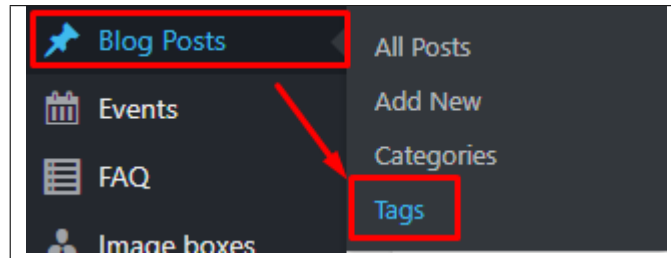 Blog Posts
Events
FAQ
Image boxes
All Posts
Add New
Categories
Tags